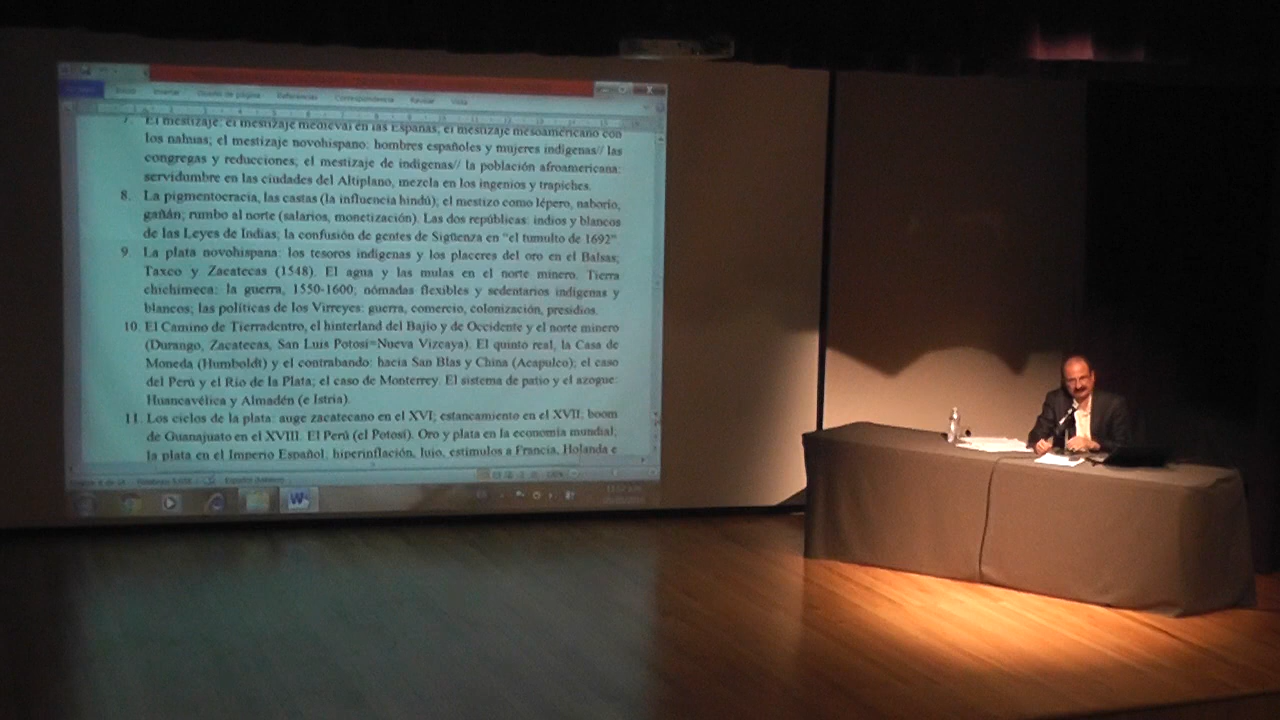 Inicio Insertar Diseño de página Referencias Correspondencia Revisar Vista
7. El mestizaje: el mestizaje medieval en las Españas; el mestizaje mesoamericano con
los nahuas; el mestizaje novohispano: hombres españoles y mujeres indígenas// las
congregas y reducciones; el mestizaje de indígenas// la población afroamericana:
servidumbre en las ciudades del Altiplano, mezcla en los ingenios y trapiches.
8. La pigmentocracia, las castas (la influencia hindú); el mestizo como lépero, naborío,
gañán; rumbo al norte (salarios, monetización). Las dos repúblicas: indios y blancos
de las Leyes de Indias; la confusión de gentes de Sigüenza en "el tumulto de 1692"
9. La plata novohispana: los tesoros indígenas y los placeres del oro en el Balsas;
Taxco y Zacatecas (1548). El agua y las mulas en el norte minero. Tierra
chichimeca: la guerra, 1550-1600; nómadas flexibles y sedentarios indígenas y
blancos; las políticas de los Virreyes: guerra, comercio, colonización, presidios.
10. El Camino de Tierradentro, el hinterland del Bajío y de Occidente y el norte minero
(Durango, Zacatecas, San Luis Potosí=Nueva Vizcaya). El quinto real, la Casa de
Moneda (Humboldt) y el contrabando: hacia San Blas y China (Acapulco); el caso
del Perú y el Río de la Plata; el caso de Monterrey. El sistema de patio y el azogue:
Huancavélica y Almadén (e Istria).
11. Los ciclos de la plata: auge zacatecano en el XVI; estancamiento en el XVII; boom
de Guanajuato en el XVIII. El Perú (el Potosí). Oro y plata en la economía mundial;
la plata en el Imperio Español, hiperinflación, lujo, estímulos a Francia, Holanda e
W